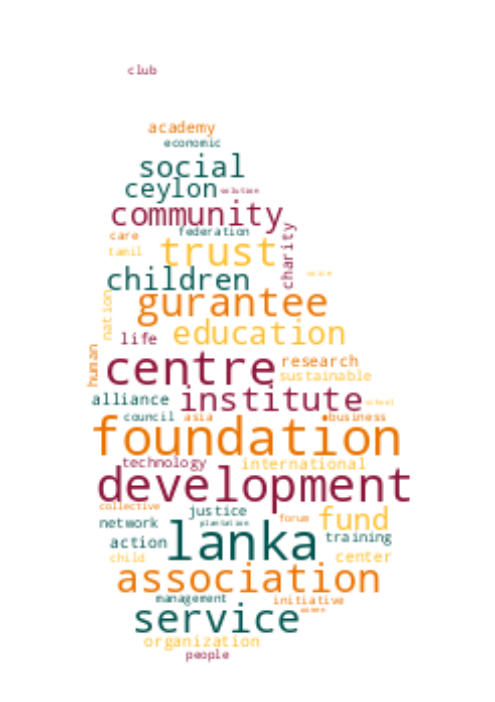 club
academy
economic
social
ceylon solution
community
federation
care
charity
tamil
trust
children
gurantee
nation
education
life
human
centre
research
sustainable
alliance institute school
council asia business
foundation
technology international
development
collective
network justice fund
plantation forum
action lanka training
child center
association
management initiative
women
service
organization
people